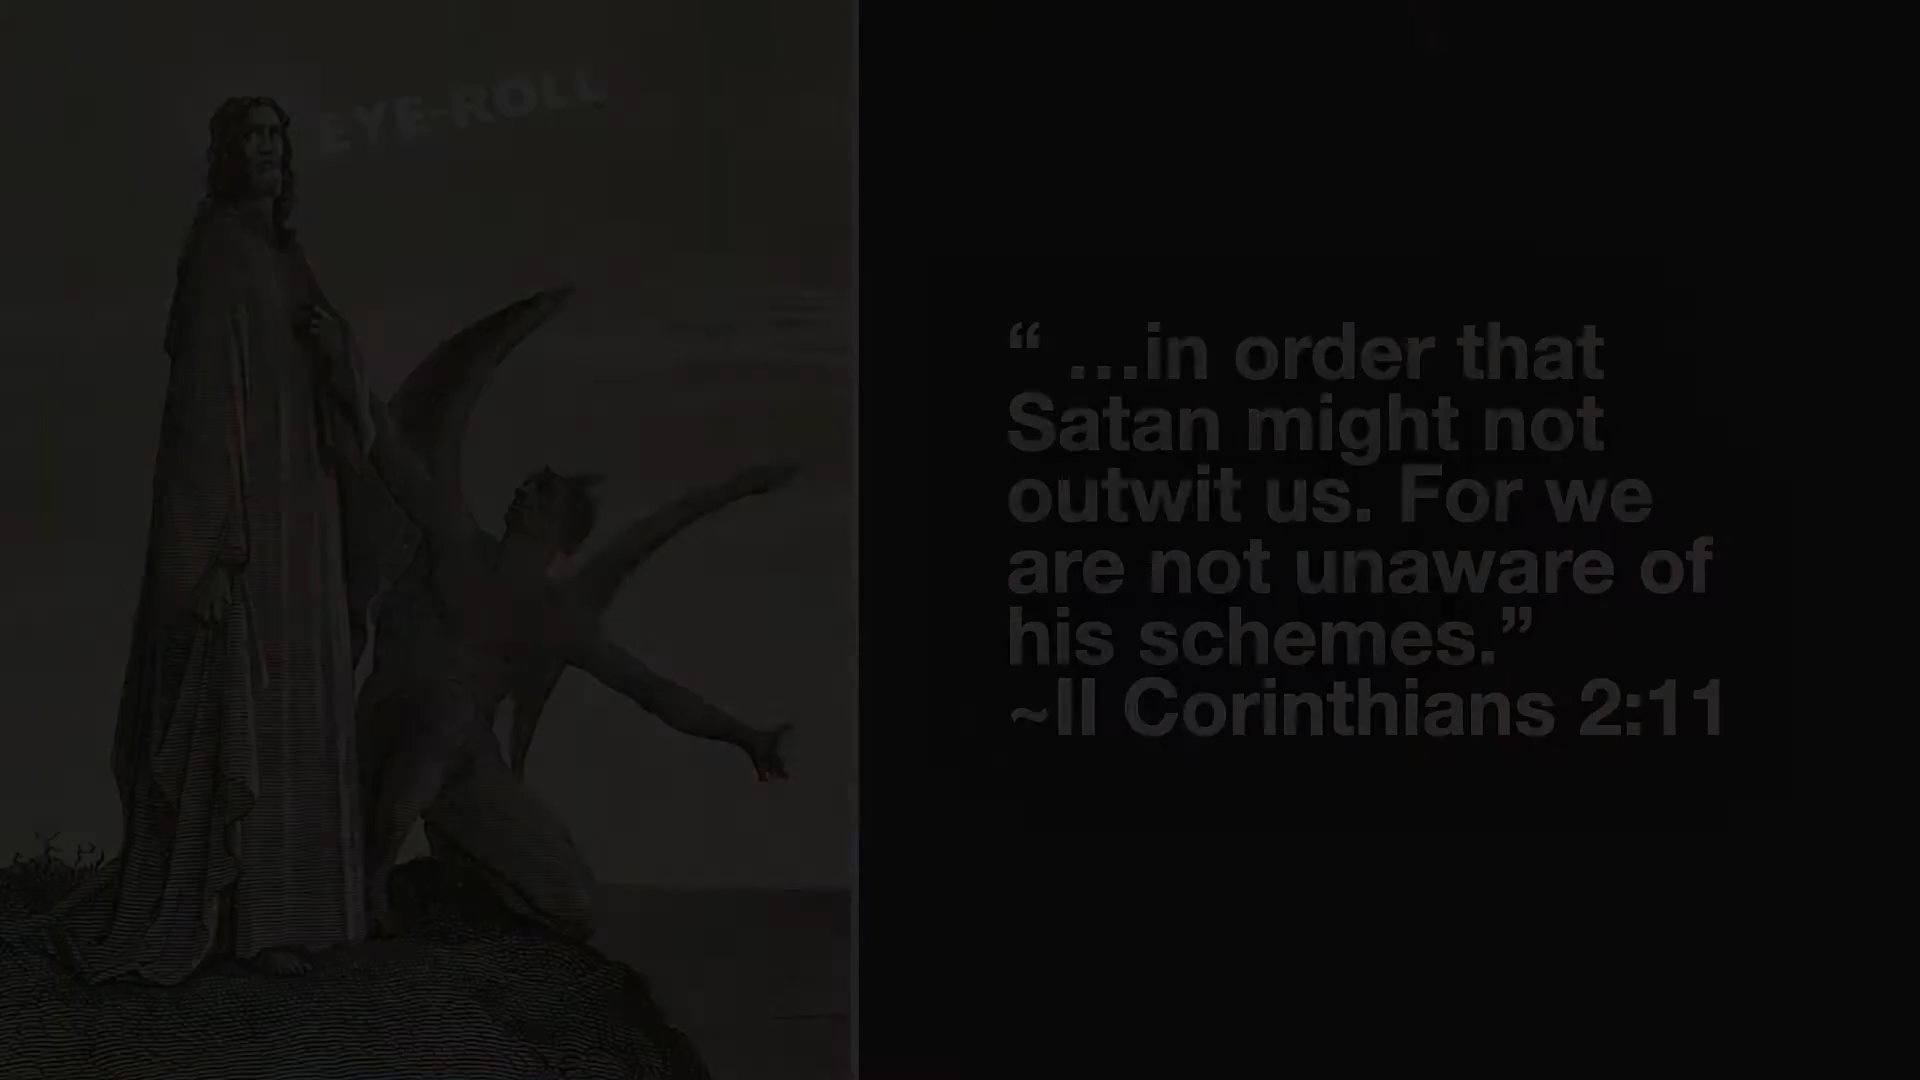 EYE-ROLL
“ ...in order that
Satan might not
outwit us. For we
are not unaware of
his schemes.”
~II Corinthians 2:11